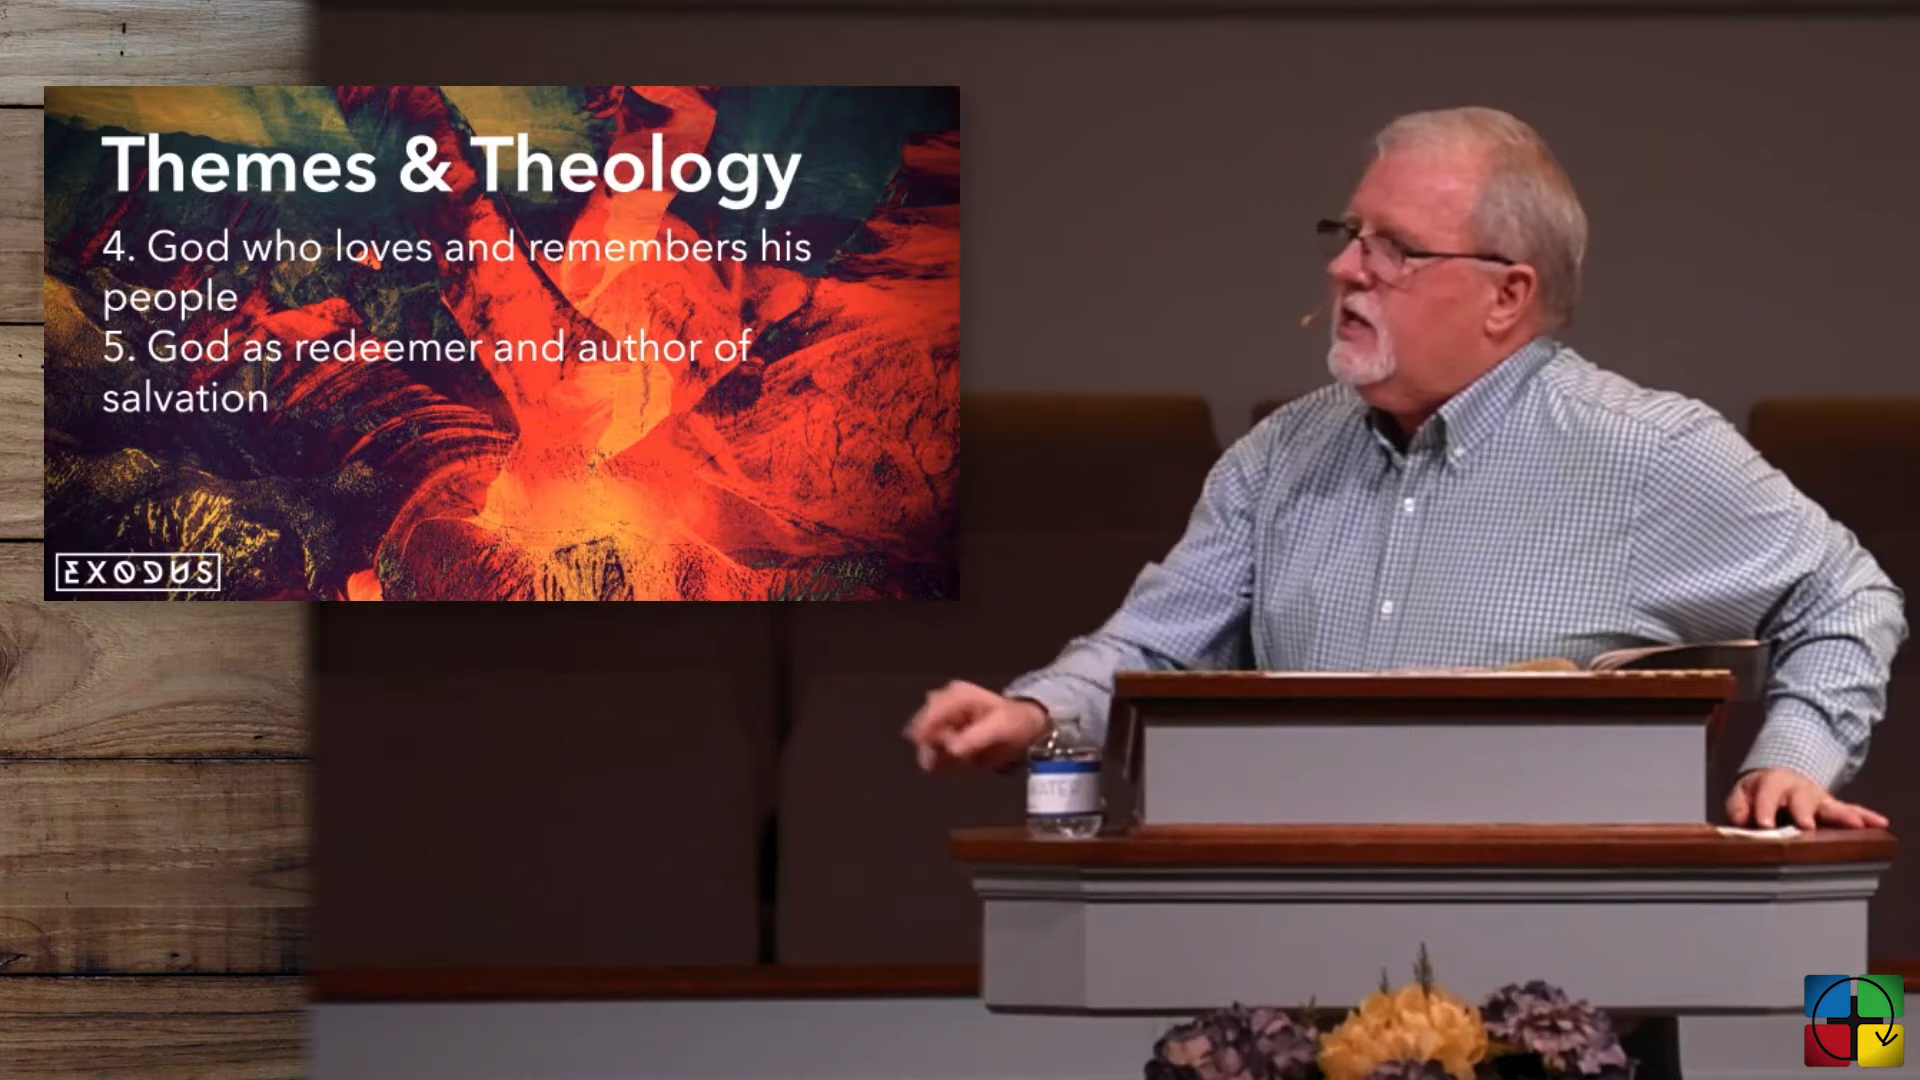 Themes & Theology
4. God who loves and remembers his
people
5. God as redeemer and author of
salvation
EXODUS
WATER